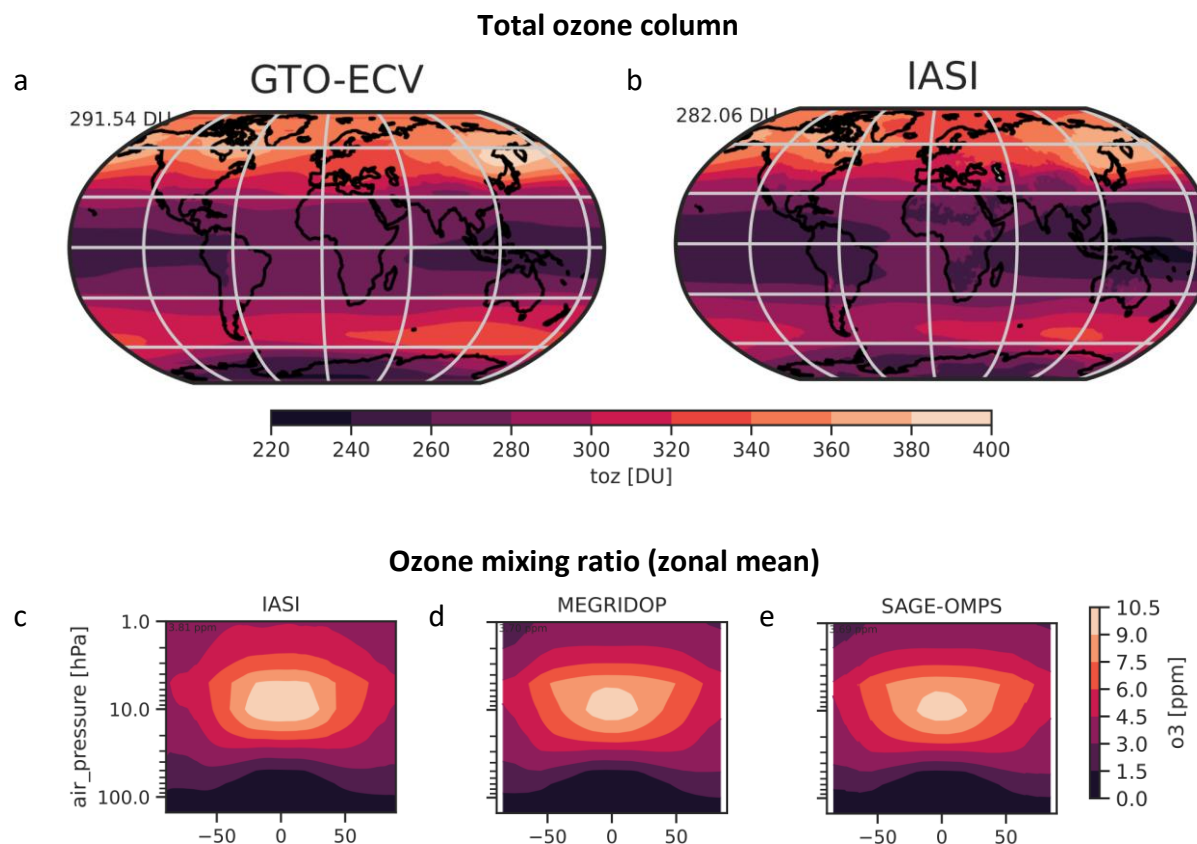 Total ozone column
a
GTO-ECV
291.54 DU
b
IASI
282.06 DU
220 240 260 280 300 320 340 360 380 400
toz [DU]
Ozone mixing ratio (zonal mean)
c
IASI
3.81 ppm
d
MEGRIDOP
e
SAGE-OMPS
1.0
10.0
100.0
air_pressure [hPa]
−50 0 50
−50 0 50
−50 0 50
10.5
9.0
7.5
6.0
4.5
3.0
1.5
0.0
o3 [ppm]